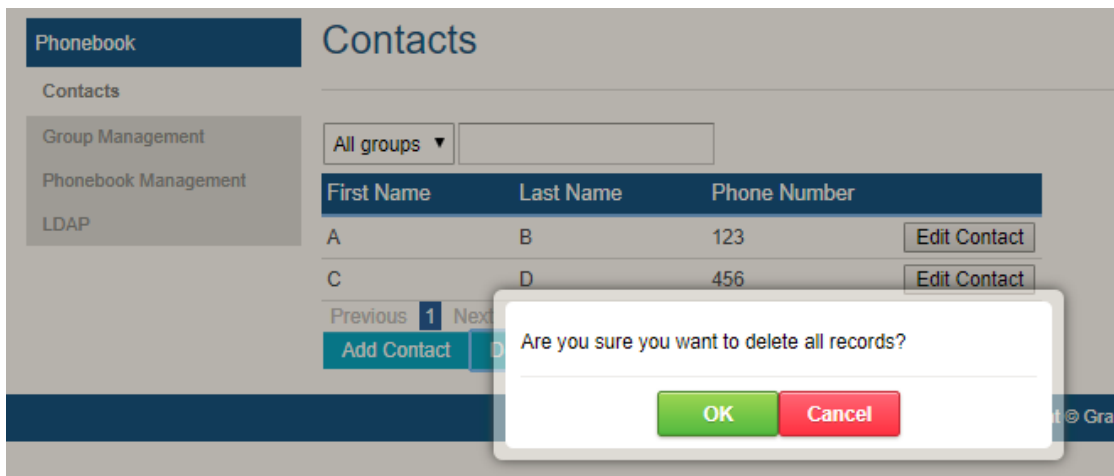 Phonebook
Contacts
Group Management
Phonebook Management
LDAP
Contacts
All groups
First Name Last Name Phone Number
A B 123 Edit Contact
C D 456 Edit Contact
Previous 1 Next
Add Contact
Are you sure you want to delete all records?
OK Cancel
©